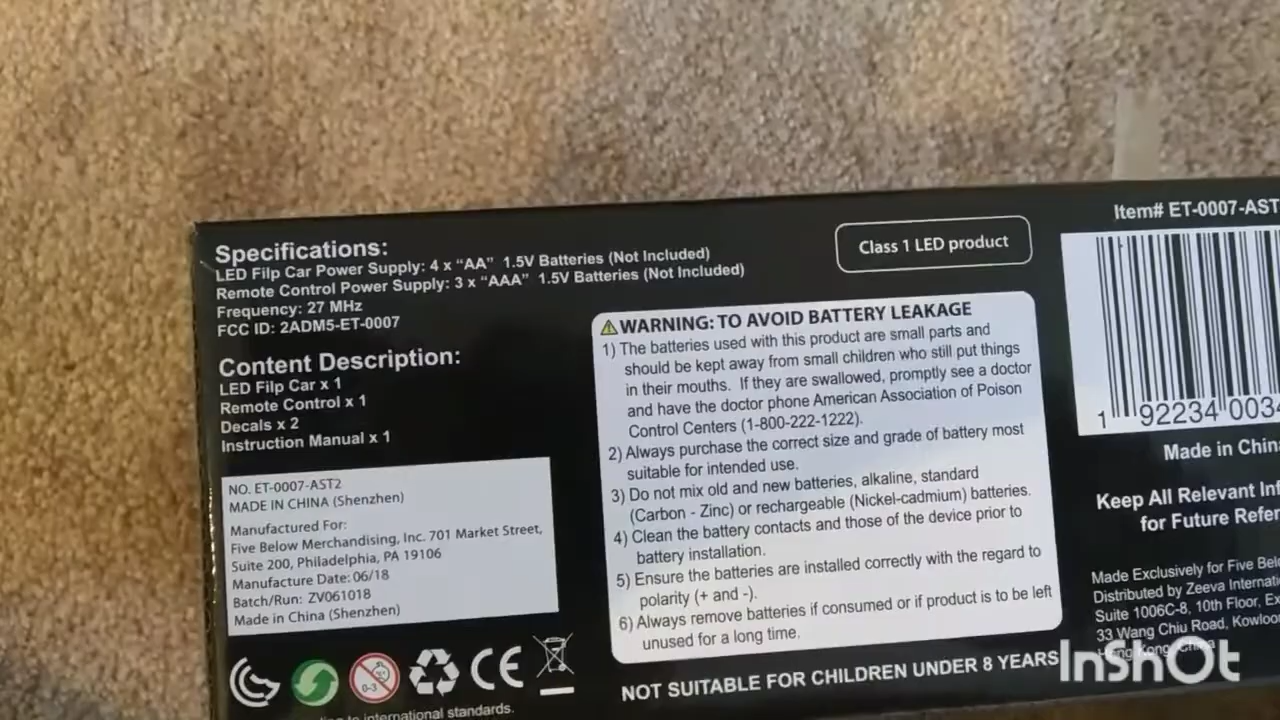 Specifications:
LED Filp Car Power Supply: 4 x "AA" 1.5V Batteries (Not Included)
Remote Control Power Supply: 3 x "AAA" 1.5V Batteries (Not Included)
Frequency: 27 MHz
FCC ID: 2ADM5-ET-0007
Content Description:
LED Filp Car x 1
Remote Control x 1
Decals x 2
Instruction Manual x 1
NO. ET-0007-AST2
MADE IN CHINA (Shenzhen)
Manufactured For:
Five Below Merchandising, Inc. 701 Market Street,
Suite 200, Philadelphia, PA 19106
Manufacture Date: 06/18
Batch/Run: ZV061018
Made in China (Shenzhen)
0-3
CE
to international standards.
Class 1 LED product
WARNING: TO AVOID BATTERY LEAKAGE
1) The batteries used with this product are small parts and
should be kept away from small children who still put things
in their mouths. If they are swallowed, promptly see a doctor
and have the doctor phone American Association of Poison
Control Centers (1-800-222-1222).
2) Always purchase the correct size and grade of battery most
suitable for intended use.
3) Do not mix old and new batteries, alkaline, standard
(Carbon - Zinc) or rechargeable (Nickel-cadmium) batteries.
4) Clean the battery contacts and those of the device prior to
battery installation.
5) Ensure the batteries are installed correctly with the regard to
polarity (+ and -).
6) Always remove batteries if consumed or if product is to be left
unused for a long time.
NOT SUITABLE FOR CHILDREN UNDER 8 YEARS
Item# ET-0007-AST
1 92234 003
Made in Chin
Keep All Relevant Inf
for Future Refer
Made Exclusively for Five Bel
Distributed by Zeeva Internati
Suite 1006C-8, 10th Floor, Ex
33 Wang Chiu Road, Kowloo
Hong Kong, China
InShOt